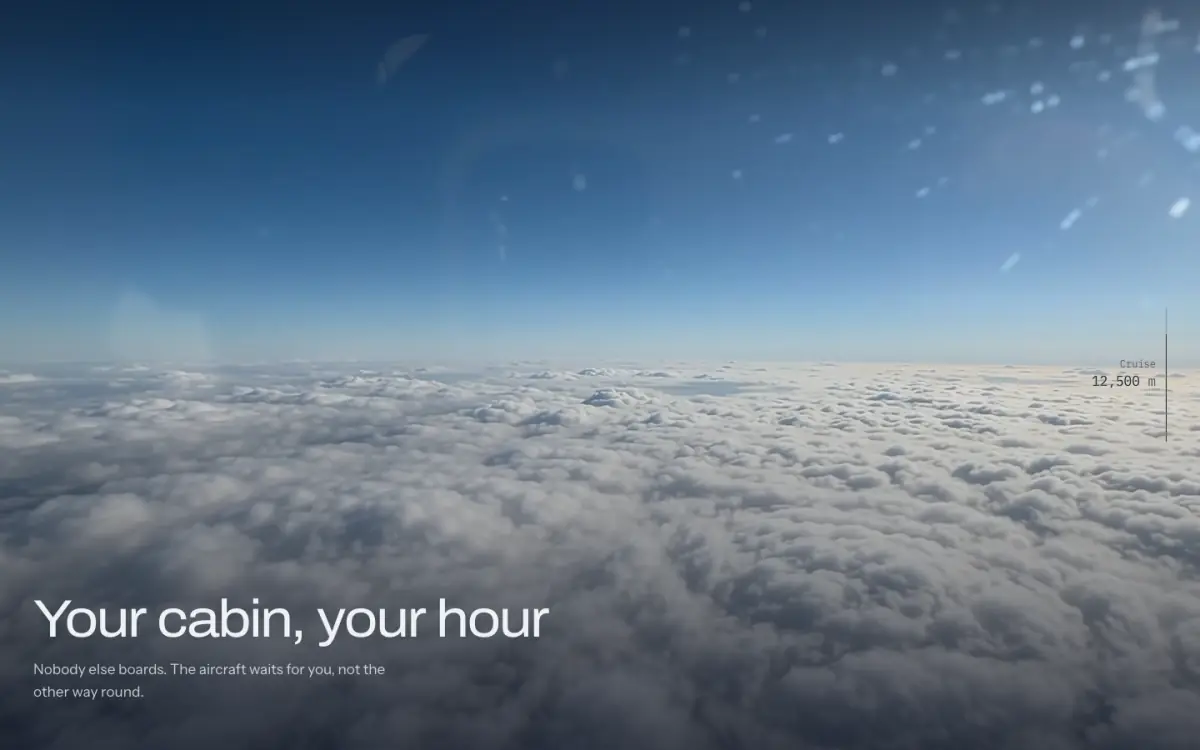 Cruise
12,500 m
Your cabin, your hour
Nobody else boards. The aircraft waits for you, not the
other way round.